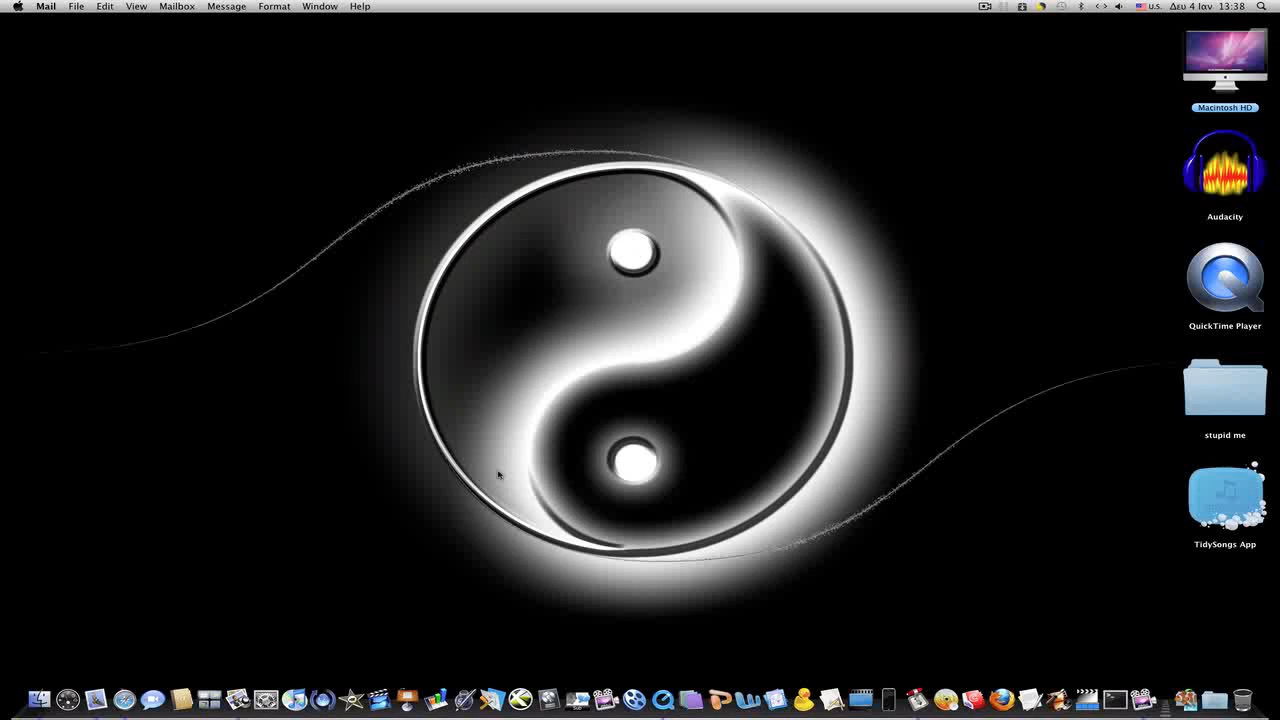 Mail File Edit View Mailbox Message Format Window Help U.S. Δευ 4 Ιαν 13:38
Macintosh HD
Audacity
QuickTime Player
stupid me
TidySongs App